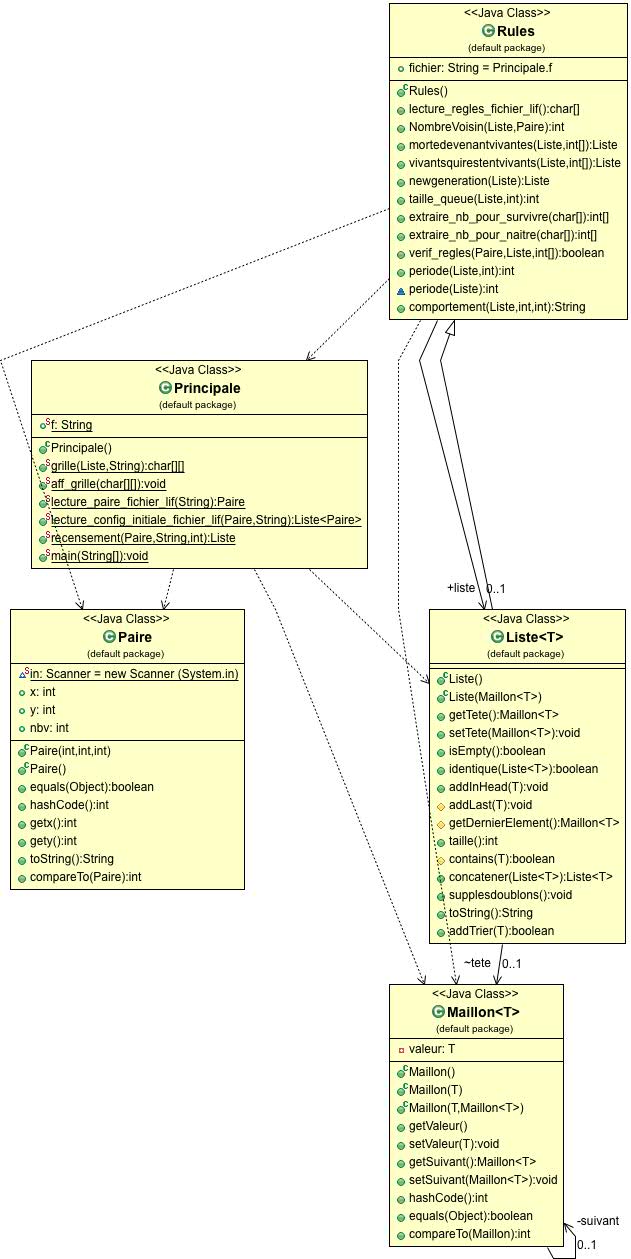 <<Java Class>>
Rules
(default package)
fichier: String = Principale.f
Rules()
lecture_regles_fichier_lif():char[]
NombreVoisin(Liste,Paire):int
mortedevenantvivantes(Liste,int[]):Liste
vivantsquirestentvivants(Liste,int[]):Liste
newgeneration(Liste):Liste
taille_queue(Liste,int):int
extraire_nb_pour_survivre(char[]):int[]
extraire_nb_pour_naitre(char[]):int[]
verif_regles(Paire,Liste,int[]):boolean
periode(Liste,int):int
periode(Liste):int
comportement(Liste,int,int):String
<<Java Class>>
Principale
(default package)
f: String
Principale()
grille(Liste,String):char[][]
aff_grille(char[][]):void
lecture_paire_fichier_lif(String):Paire
lecture_config_initiale_fichier_lif(Paire,String):Liste<Paire>
recensement(Paire,String,int):Liste
main(String[]):void
+liste 0..1
<<Java Class>>
Paire
(default package)
in: Scanner = new Scanner (System.in)
x: int
y: int
nbv: int
Paire(int,int,int)
Paire()
equals(Object):boolean
hashCode():int
getx():int
gety():int
toString():String
compareTo(Paire):int
<<Java Class>>
Liste<T>
(default package)
Liste()
Liste(Maillon<T>)
getTete():Maillon<T>
setTete(Maillon<T>):void
isEmpty():boolean
identique(Liste<T>):boolean
addInHead(T):void
addLast(T):void
getDernierElement():Maillon<T>
taille():int
contains(T):boolean
concatener(Liste<T>):Liste<T>
supplesdoublons():void
toString():String
addTrier(T):boolean
~tete 0..1
<<Java Class>>
Maillon<T>
(default package)
valeur: T
Maillon()
Maillon(T)
Maillon(T,Maillon<T>)
getValeur()
setValeur(T):void
getSuivant():Maillon<T>
setSuivant(Maillon<T>):void
hashCode():int
equals(Object):boolean
compareTo(Maillon):int
-suivant
0..1